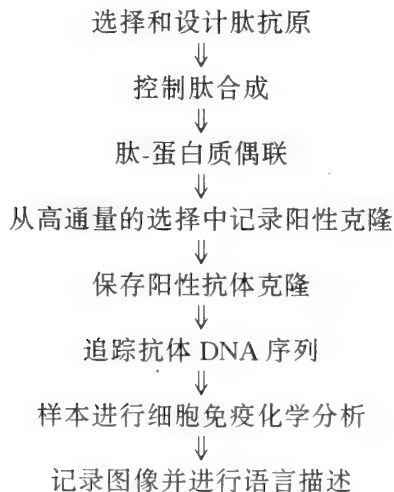 选择和设计肽抗原
⇓
控制肽合成
⇓
肽-蛋白质偶联
⇓
从高通量的选择中记录阳性克隆
⇓
保存阳性抗体克隆
⇓
追踪抗体 DNA 序列
⇓
样本进行细胞免疫化学分析
⇓
记录图像并进行语言描述